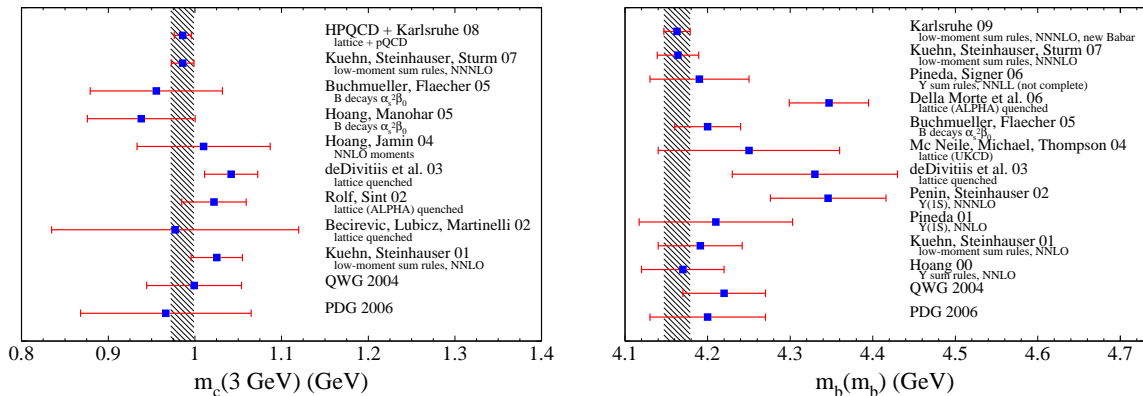 HPQCD + Karlsruhe 08
lattice + pQCD
Kuehn, Steinhauser, Sturm 07
low-moment sum rules, NNNLO
Buchmueller, Flaecher 05
B decays αₛ²β₀
Hoang, Manohar 05
B decays αₛ²β₀
Hoang, Jamin 04
NNLO moments
deDivitiis et al. 03
lattice quenched
Rolf, Sint 02
lattice (ALPHA) quenched
Becirevic, Lubicz, Martinelli 02
lattice quenched
Kuehn, Steinhauser 01
low-moment sum rules, NNLO
QWG 2004
PDG 2006
0.8 0.9 1 1.1 1.2 1.3 1.4
m_c(3 GeV) (GeV)
Karlsruhe 09
low-moment sum rules, NNNLO, new Babar
Kuehn, Steinhauser, Sturm 07
low-moment sum rules, NNNLO
Pineda, Signer 06
Υ sum rules, NNLL (not complete)
Della Morte et al. 06
lattice (ALPHA) quenched
Buchmueller, Flaecher 05
B decays αₛ²β₀
Mc Neile, Michael, Thompson 04
lattice (UKCD)
deDivitiis et al. 03
lattice quenched
Penin, Steinhauser 02
Υ(1S), NNNLO
Pineda 01
Υ(1S), NNLO
Kuehn, Steinhauser 01
low-moment sum rules, NNLO
Hoang 00
Υ sum rules, NNLO
QWG 2004
PDG 2006
4.1 4.2 4.3 4.4 4.5 4.6 4.7
m_b(m_b) (GeV)